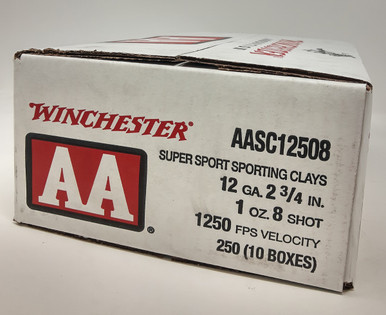 WINCHESTER
AA
®
AASC12508
SUPER SPORT SPORTING CLAYS
12 GA. 2 3/4 IN.
1 OZ. 8 SHOT
1250 FPS VELOCITY
250 (10 BOXES)